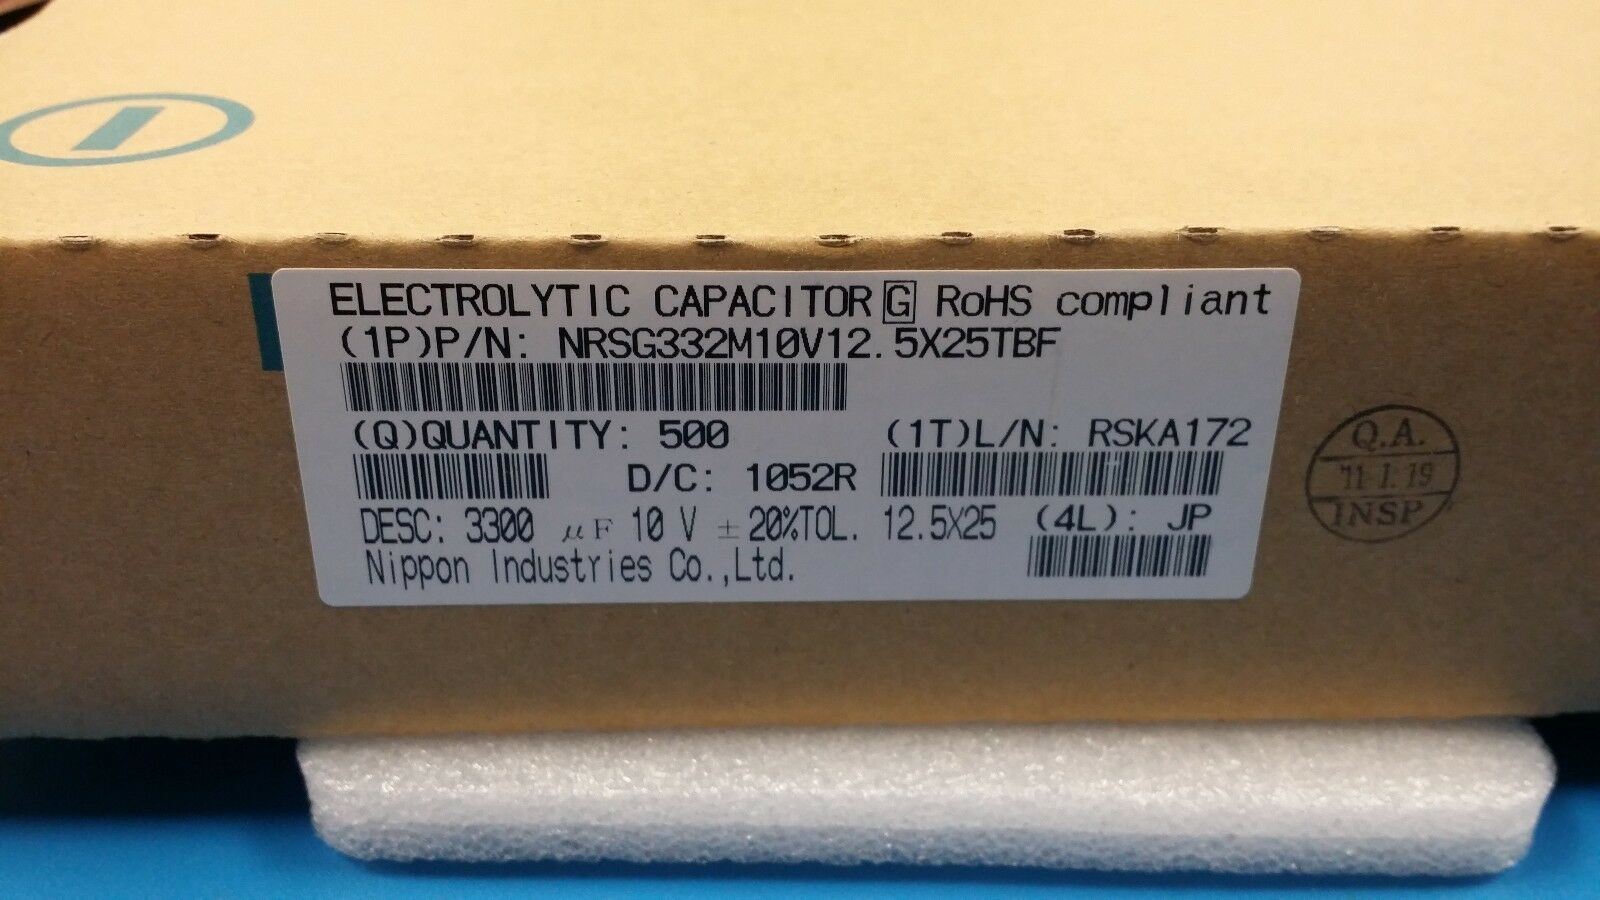 ELECTROLYTIC CAPACITOR G RoHS compliant
(1P)P/N: NRSG332M10V12.5X25TBF
(Q)QUANTITY: 500 (1T)L/N: RSKA172
D/C: 1052R
DESC: 3300 μF 10 V ±20%TOL. 12.5X25 (4L): JP
Nippon Industries Co.,Ltd.
Q.A.
11.1.19
INSP